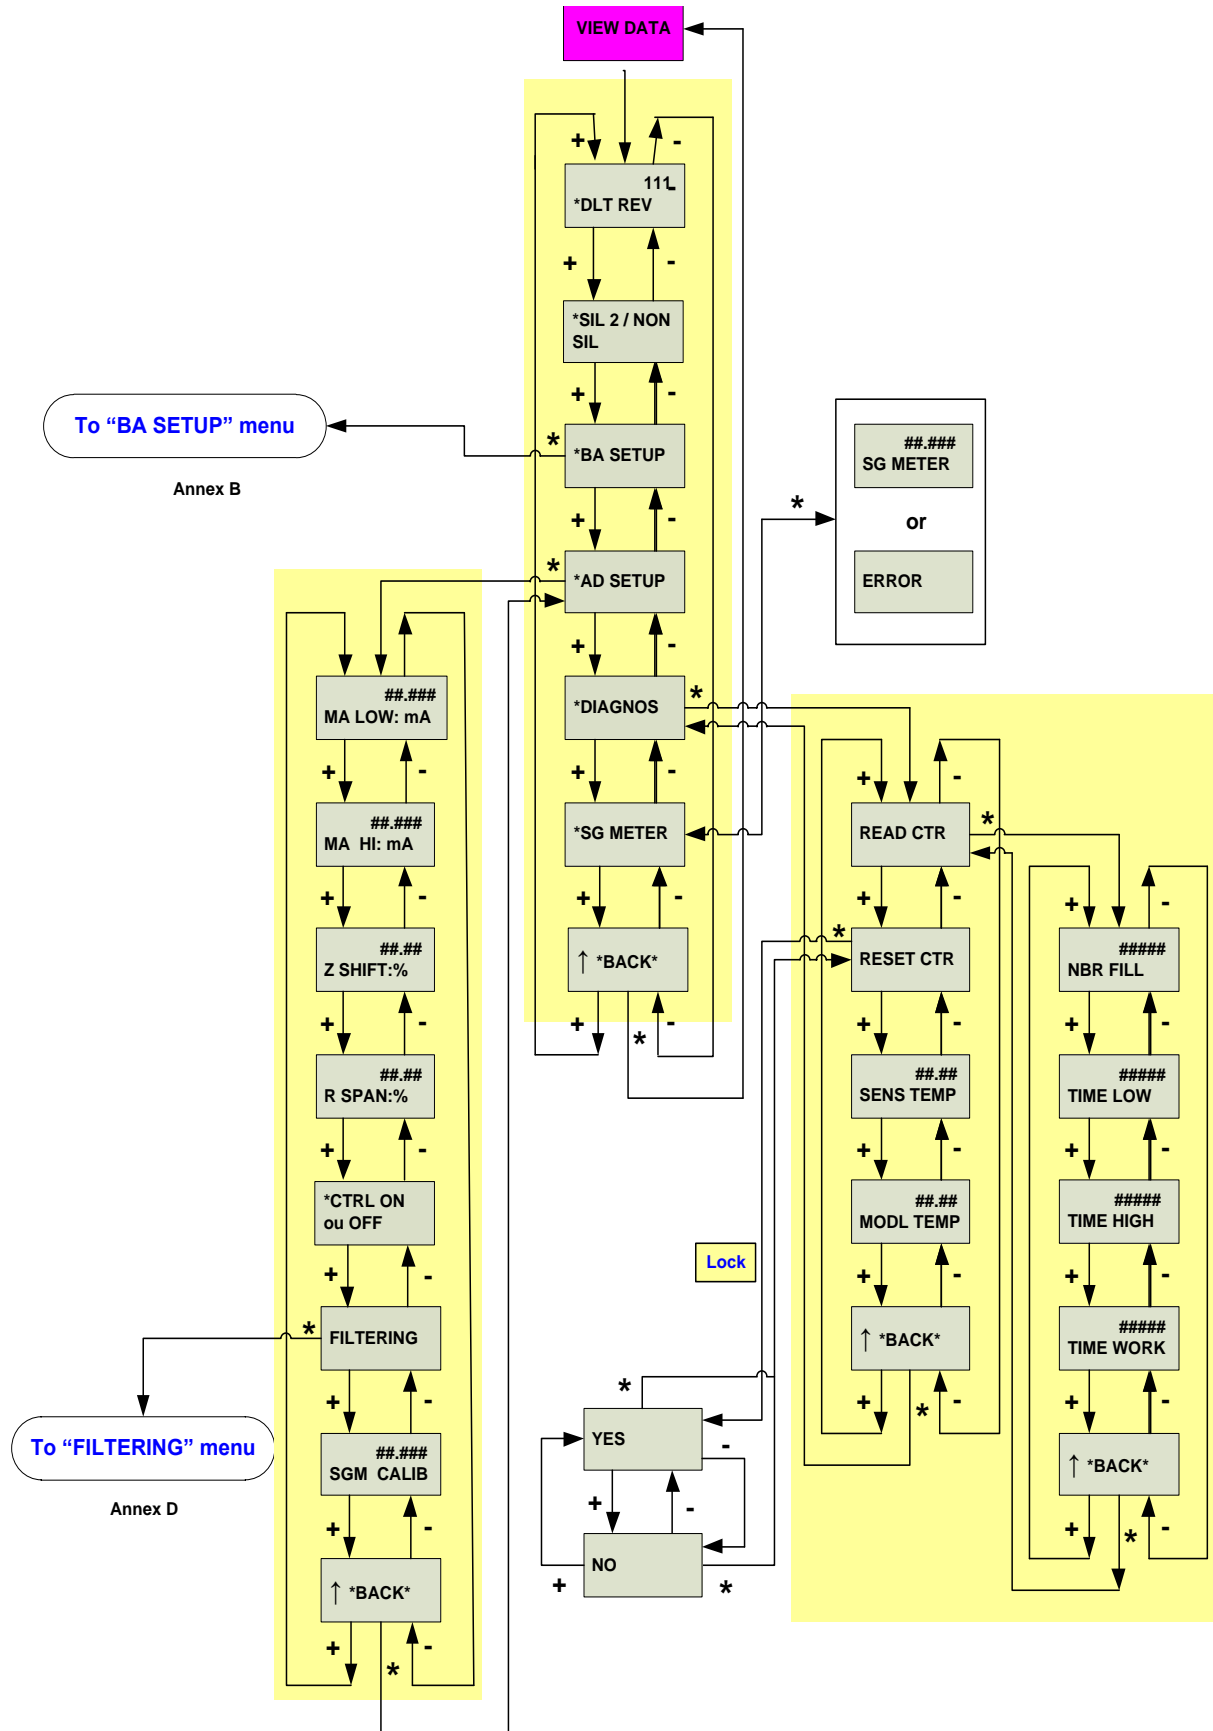 VIEW DATA
+
-
111-
*DLT REV
+
-
*SIL 2 / NON
SIL
+
-
To “BA SETUP” menu
*
*BA SETUP
Annex B
+
-
*
*AD SETUP
+
-
*DIAGNOS
*
+
-
*SG METER
+
-
↑ *BACK*
+
*
-
*
##.###
SG METER
or
ERROR
##.###
MA LOW: mA
+
-
##.###
MA HI: mA
+
-
##.##
Z SHIFT:%
+
-
##.##
R SPAN:%
+
-
*CTRL ON
ou OFF
+
-
*
FILTERING
To “FILTERING” menu
Annex D
+
-
##.###
SGM CALIB
+
-
↑ *BACK*
+
*
-
+
-
READ CTR
*
+
-
*
RESET CTR
+
-
##.##
SENS TEMP
+
-
##.##
MODL TEMP
+
-
↑ *BACK*
+
*
-
+
-
#####
NBR FILL
+
-
#####
TIME LOW
+
-
#####
TIME HIGH
+
-
#####
TIME WORK
+
-
↑ *BACK*
+
*
-
Lock
*
YES
-
+
-
NO
+
*